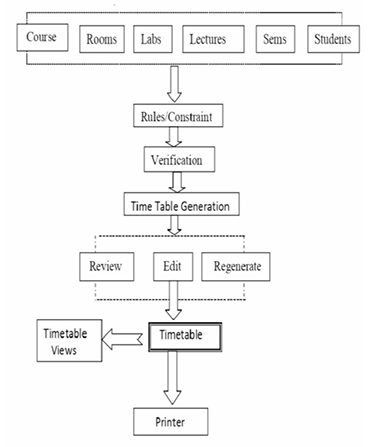 Course Rooms Labs Lectures Sems Students
Rules/Constraint
Verification
Time Table Generation
Review Edit Regenerate
Timetable
Views
Timetable
Printer